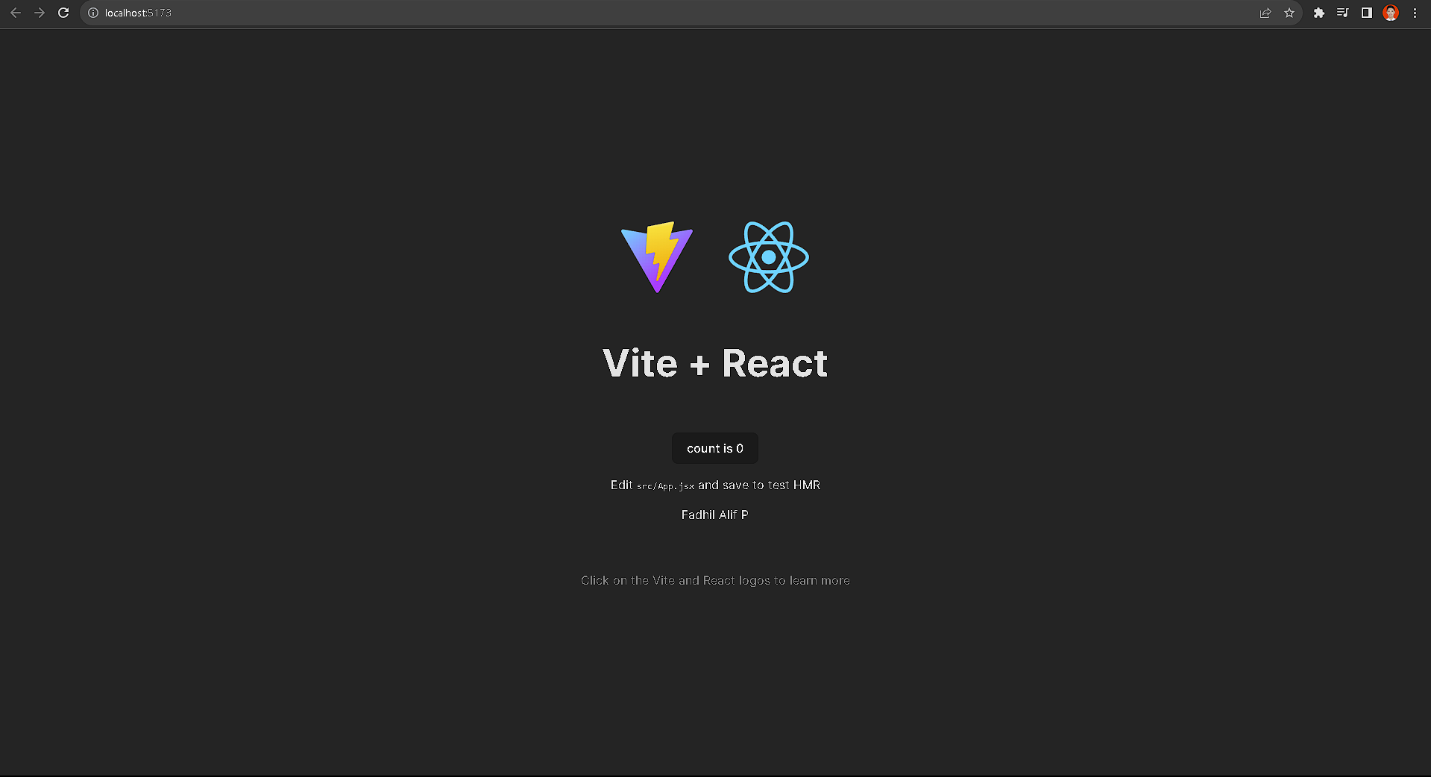 localhost:5173
Vite + React
count is 0
Edit src/App.jsx and save to test HMR
Fadhil Alif P
Click on the Vite and React logos to learn more